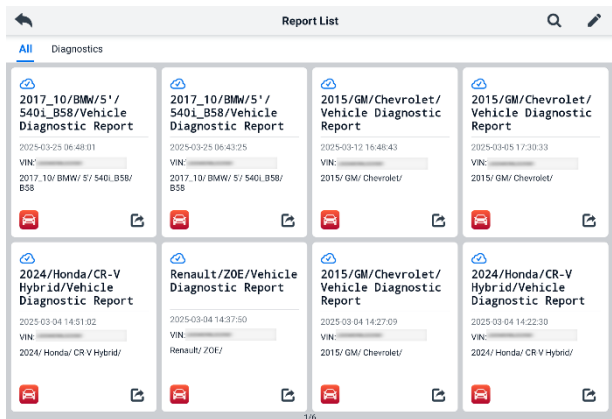 Report List
All Diagnostics
2017_10/BMW/5'/
540i_B58/Vehicle
Diagnostic Report
2025-03-25 06:48:01
VIN:
2017_10/ BMW/ 5'/ 540i_B58/
B58
2017_10/BMW/5'/
540i_B58/Vehicle
Diagnostic Report
2025-03-25 06:43:25
VIN:
2017_10/ BMW/ 5'/ 540i_B58/
B58
2015/GM/Chevrolet/
Vehicle Diagnostic
Report
2025-03-12 16:48:43
VIN:
2015/ GM/ Chevrolet/
2015/GM/Chevrolet/
Vehicle Diagnostic
Report
2025-03-05 17:30:33
VIN:
2015/ GM/ Chevrolet/
2024/Honda/CR-V
Hybrid/Vehicle
Diagnostic Report
2025-03-04 14:51:02
VIN:
2024/ Honda/ CR-V Hybrid/
Renault/ZOE/Vehicle
Diagnostic Report
2025-03-04 14:37:50
VIN:
Renault/ ZOE/
2015/GM/Chevrolet/
Vehicle Diagnostic
Report
2025-03-04 14:27:09
VIN:
2015/ GM/ Chevrolet/
2024/Honda/CR-V
Hybrid/Vehicle
Diagnostic Report
2025-03-04 14:22:30
VIN:
2024/ Honda/ CR-V Hybrid/
1/6